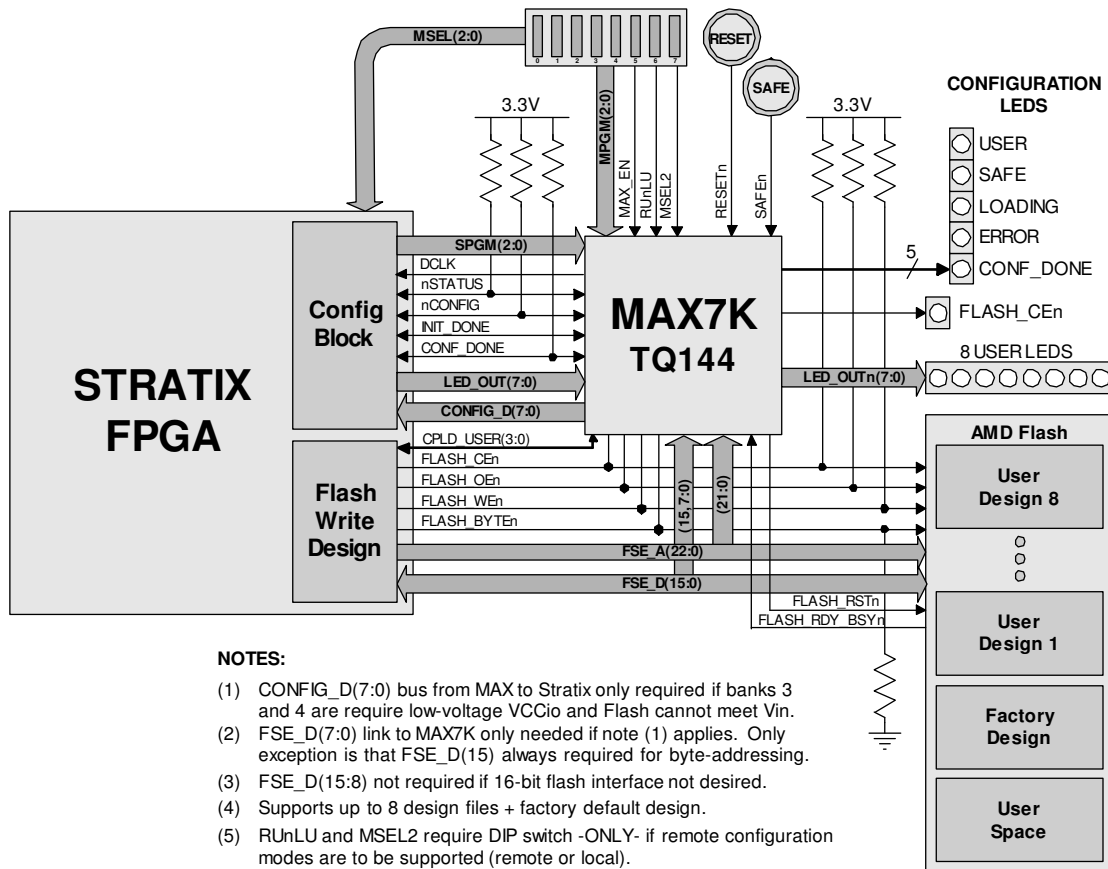 MSEL(2:0)
0 1 2 3 4 5 6 7
RESET
SAFE
CONFIGURATION
LEDS
3.3V
3.3V
MPGM(2:0)
MAX_EN
RUnLU
MSEL2
RESETn
SAFEn
USER
SAFE
LOADING
ERROR
CONF_DONE
5
FLASH_CEn
8 USER LEDS
STRATIX
FPGA
Config
Block
SPGM(2:0)
DCLK
nSTATUS
nCONFIG
INIT_DONE
CONF_DONE
LED_OUT(7:0)
CONFIG_D(7:0)
MAX7K
TQ144
LED_OUTn(7:0)
Flash
Write
Design
CPLD_USER(3:0)
FLASH_CEn
FLASH_OEn
FLASH_WEn
FLASH_BYTEn
FSE_A(22:0)
FSE_D(15:0)
(15,7:0)
(21:0)
FLASH_RSTn
FLASH_RDY_BSYn
AMD Flash
User
Design 8
User
Design 1
Factory
Design
User
Space
NOTES:
(1) CONFIG_D(7:0) bus from MAX to Stratix only required if banks 3
and 4 are require low-voltage VCCio and Flash cannot meet Vin.
(2) FSE_D(7:0) link to MAX7K only needed if note (1) applies. Only
exception is that FSE_D(15) always required for byte-addressing.
(3) FSE_D(15:8) not required if 16-bit flash interface not desired.
(4) Supports up to 8 design files + factory default design.
(5) RUnLU and MSEL2 require DIP switch -ONLY- if remote configuration
modes are to be supported (remote or local).